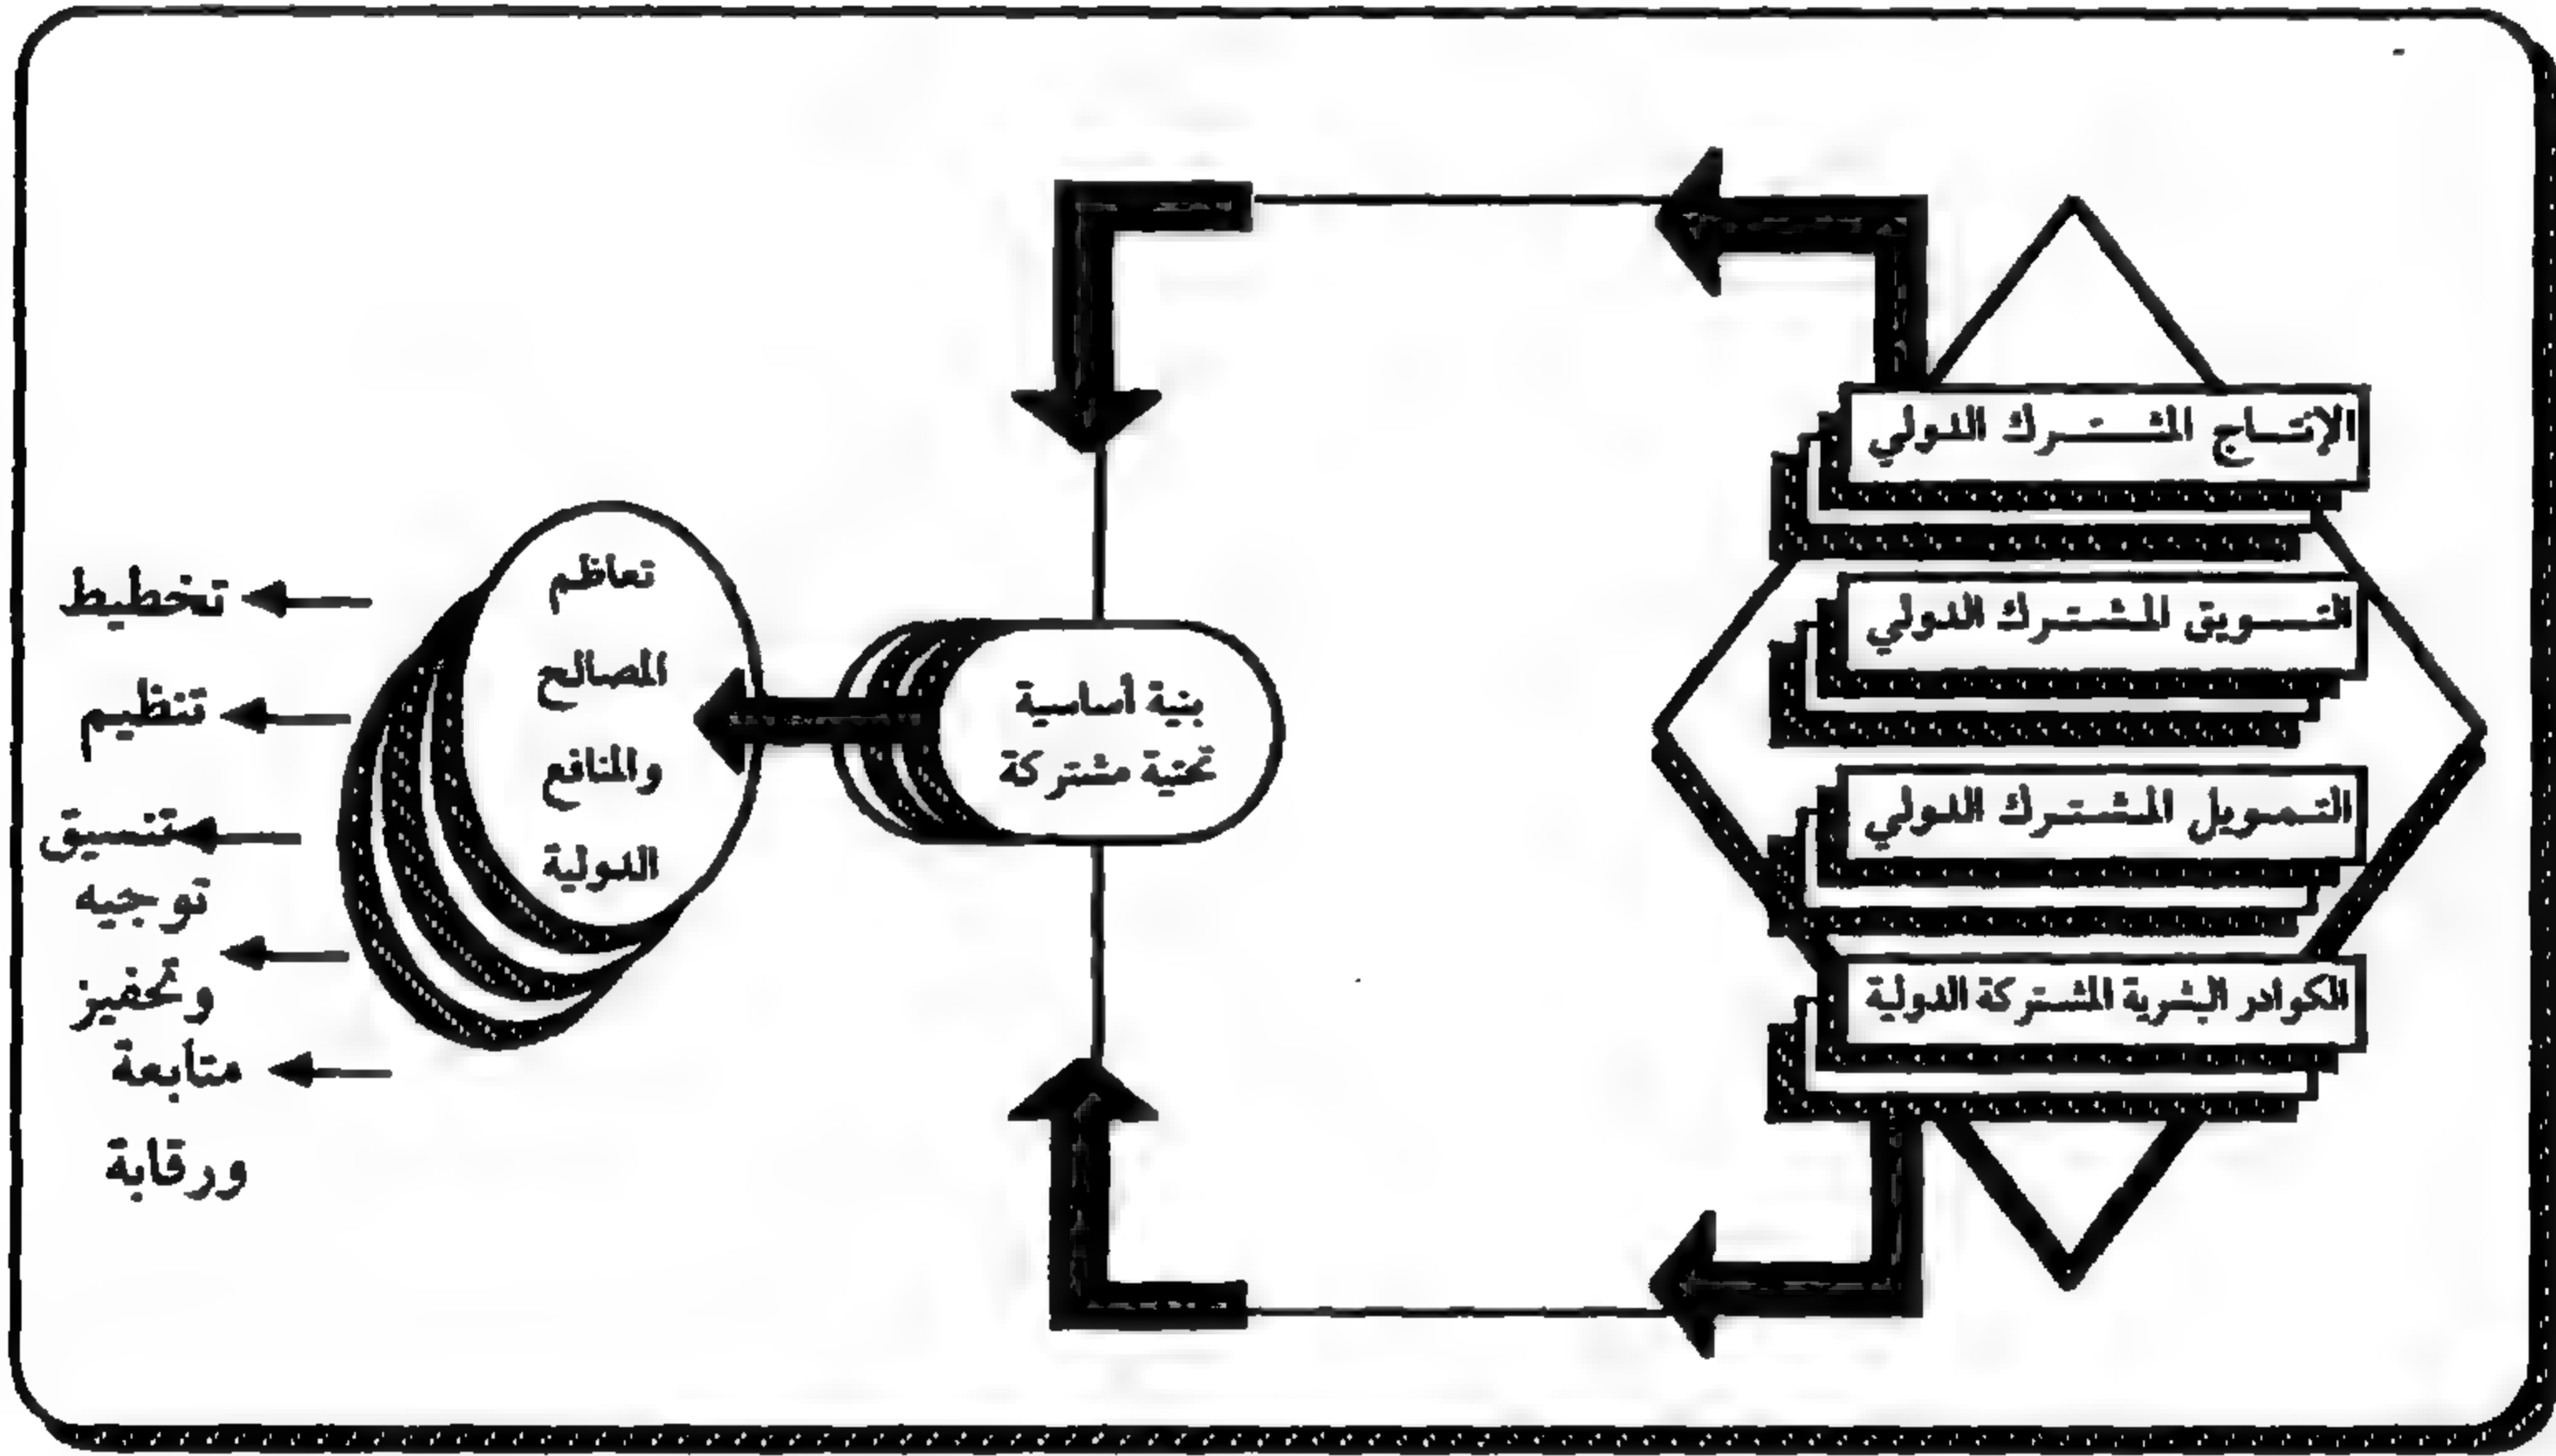 الإنتاج المشترك الدولي
التسويق المشترك الدولي
التمويل المشترك الدولي
الكوادر البشرية المشتركة الدولية
بنية أساسية
تحتية مشتركة
تعاظم
المصالح
والمنافع
الدولية
تخطيط
تنظيم
تنسيق
توجيه
وتحفيز
متابعة
ورقابة